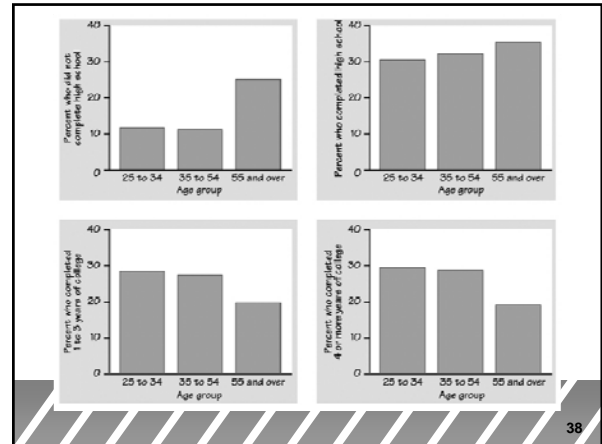 Percent who did not
complete high school
40
30
20
10
0
25 to 34 35 to 54 55 and over
Age group
Percent who completed high school
40
30
20
10
0
25 to 34 35 to 54 55 and over
Age group
Percent who completed
1 to 3 years of college
40
30
20
10
0
25 to 34 35 to 54 55 and over
Age group
Percent who completed
4 or more years of college
40
30
20
10
0
25 to 34 35 to 54 55 and over
Age group
38